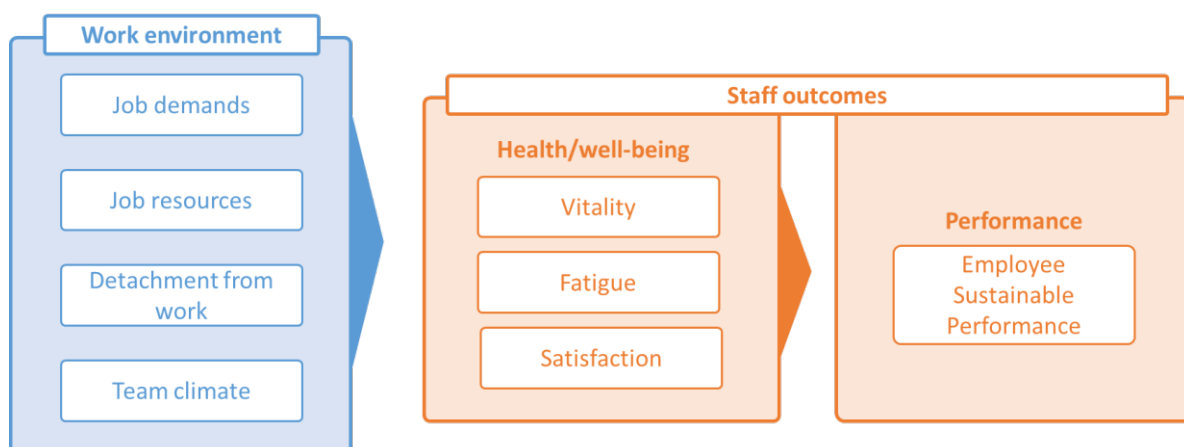 Work environment
Job demands
Job resources
Detachment from
work
Team climate
Staff outcomes
Health/well-being
Vitality
Fatigue
Satisfaction
Performance
Employee
Sustainable
Performance